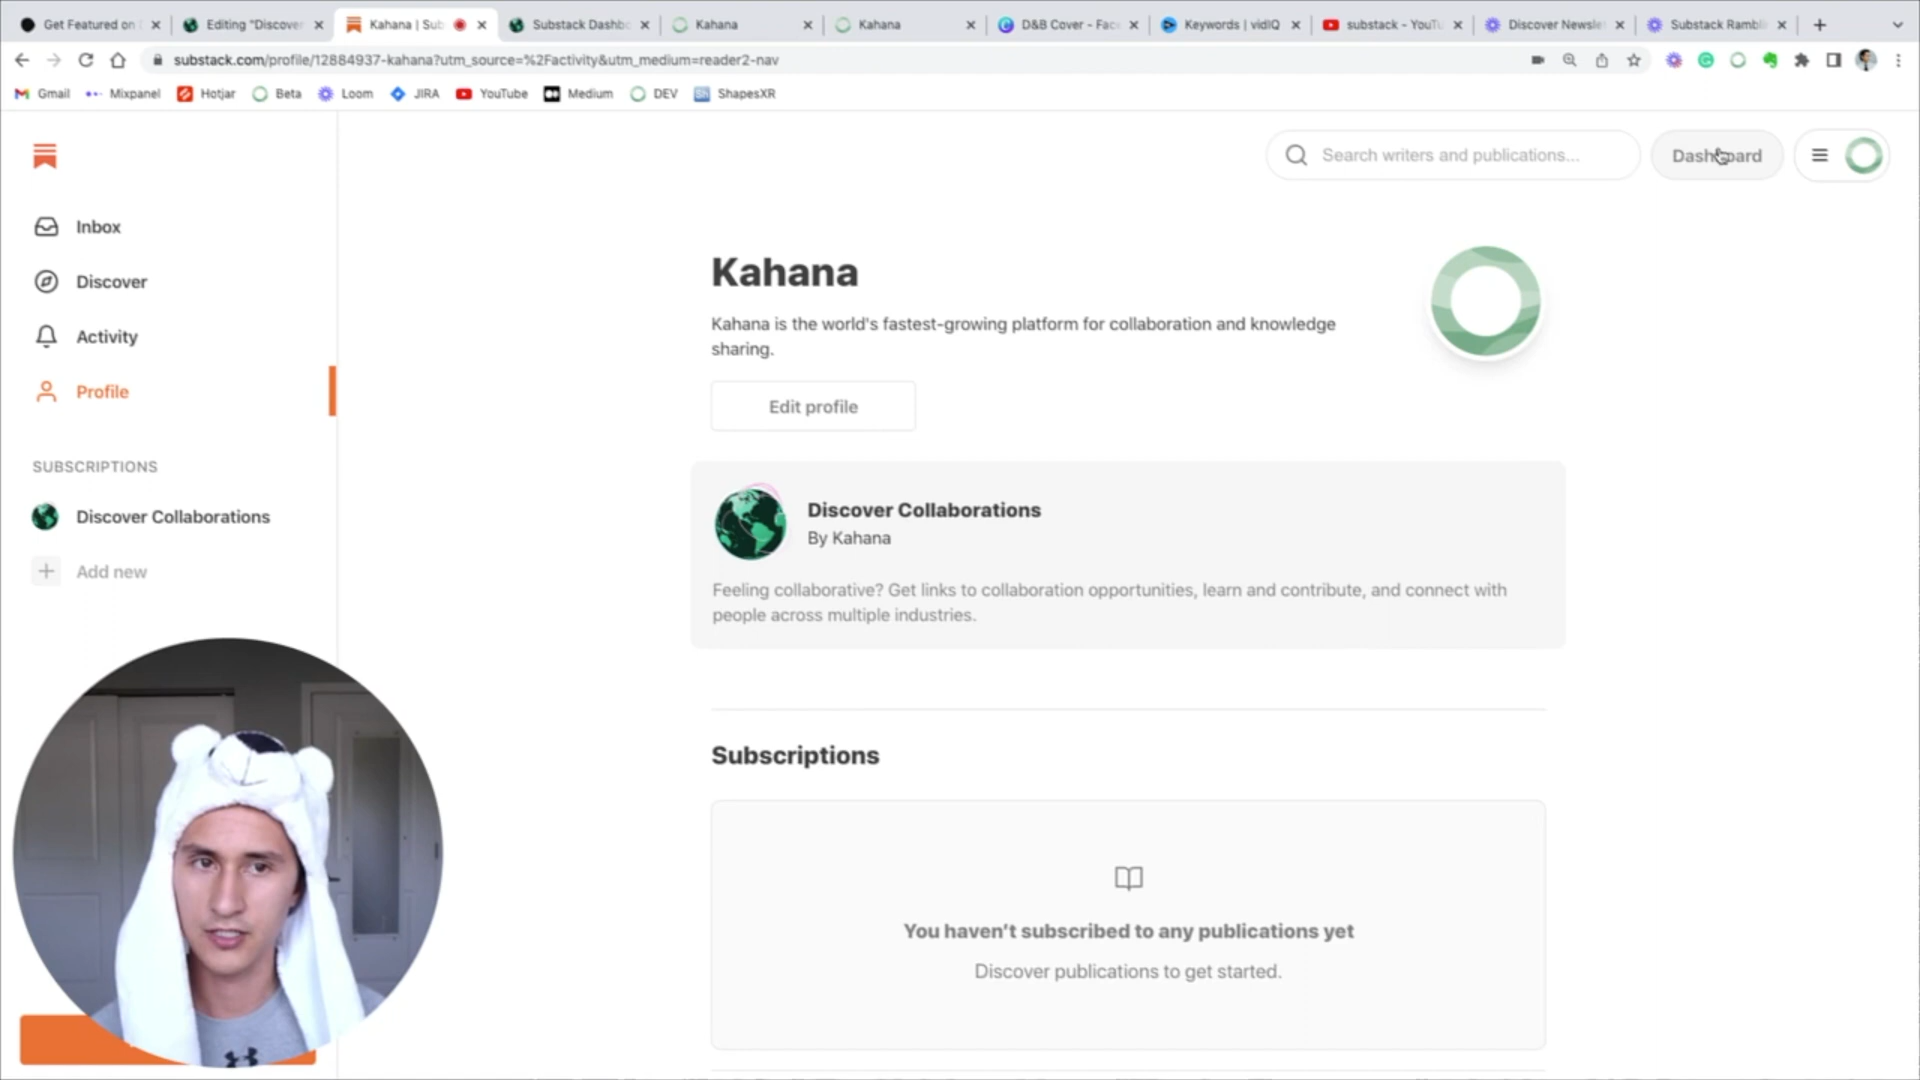 Get Featured on
Editing "Discover
Kahana | Sub
Substack Dashbo
Kahana
Kahana
D&B Cover - Fac
Keywords | vidIQ
substack - YouTu
Discover Newsle
Substack Rambli
substack.com/profile/12884937-kahana?utm_source=%2Factivity&utm_medium=reader2-nav
Gmail
Mixpanel
Hotjar
Beta
Loom
JIRA
YouTube
Medium
DEV
ShapesXR
Search writers and publications...
Dashboard
Inbox
Discover
Activity
Profile
SUBSCRIPTIONS
Discover Collaborations
Add new
Kahana
Kahana is the world's fastest-growing platform for collaboration and knowledge
sharing.
Edit profile
Discover Collaborations
By Kahana
Feeling collaborative? Get links to collaboration opportunities, learn and contribute, and connect with
people across multiple industries.
Subscriptions
You haven't subscribed to any publications yet
Discover publications to get started.